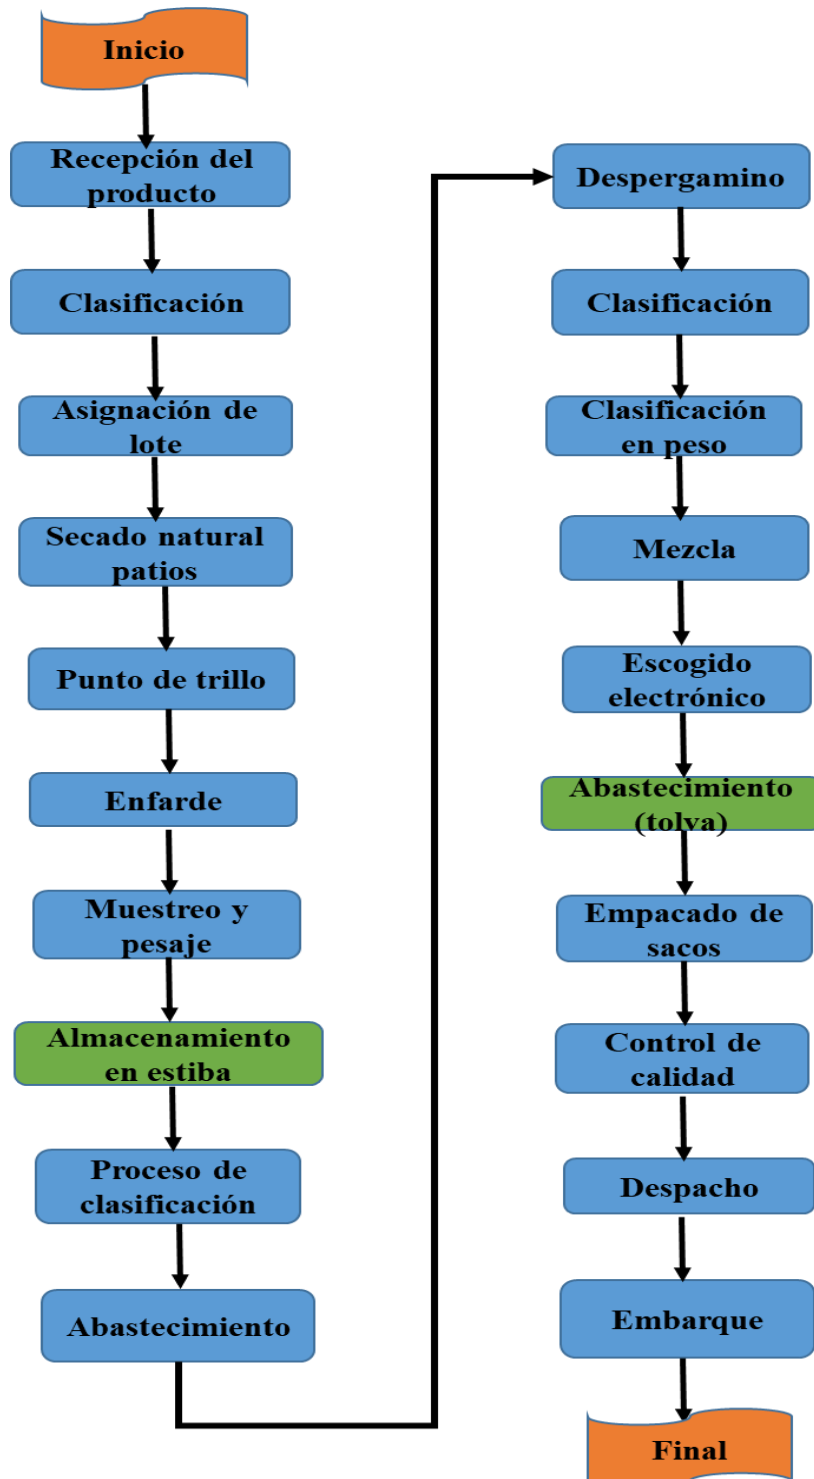 Inicio
Recepción del
producto
Clasificación
Asignación de
lote
Secado natural
patios
Punto de trillo
Enfarde
Muestreo y
pesaje
Almacenamiento
en estiba
Proceso de
clasificación
Abastecimiento
Despergamino
Clasificación
Clasificación
en peso
Mezcla
Escogido
electrónico
Abastecimiento
(tolva)
Empacado de
sacos
Control de
calidad
Despacho
Embarque
Final